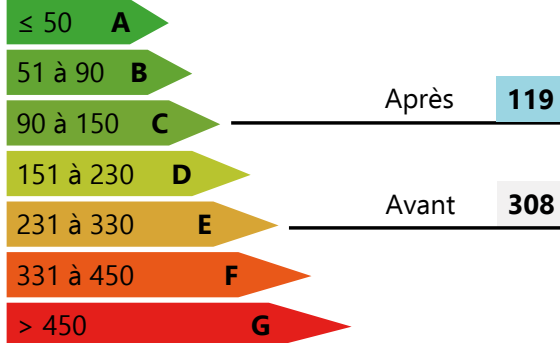 ≤ 50 A
51 à 90 B
Après 119
90 à 150 C
151 à 230 D
Avant 308
231 à 330 E
331 à 450 F
> 450 G